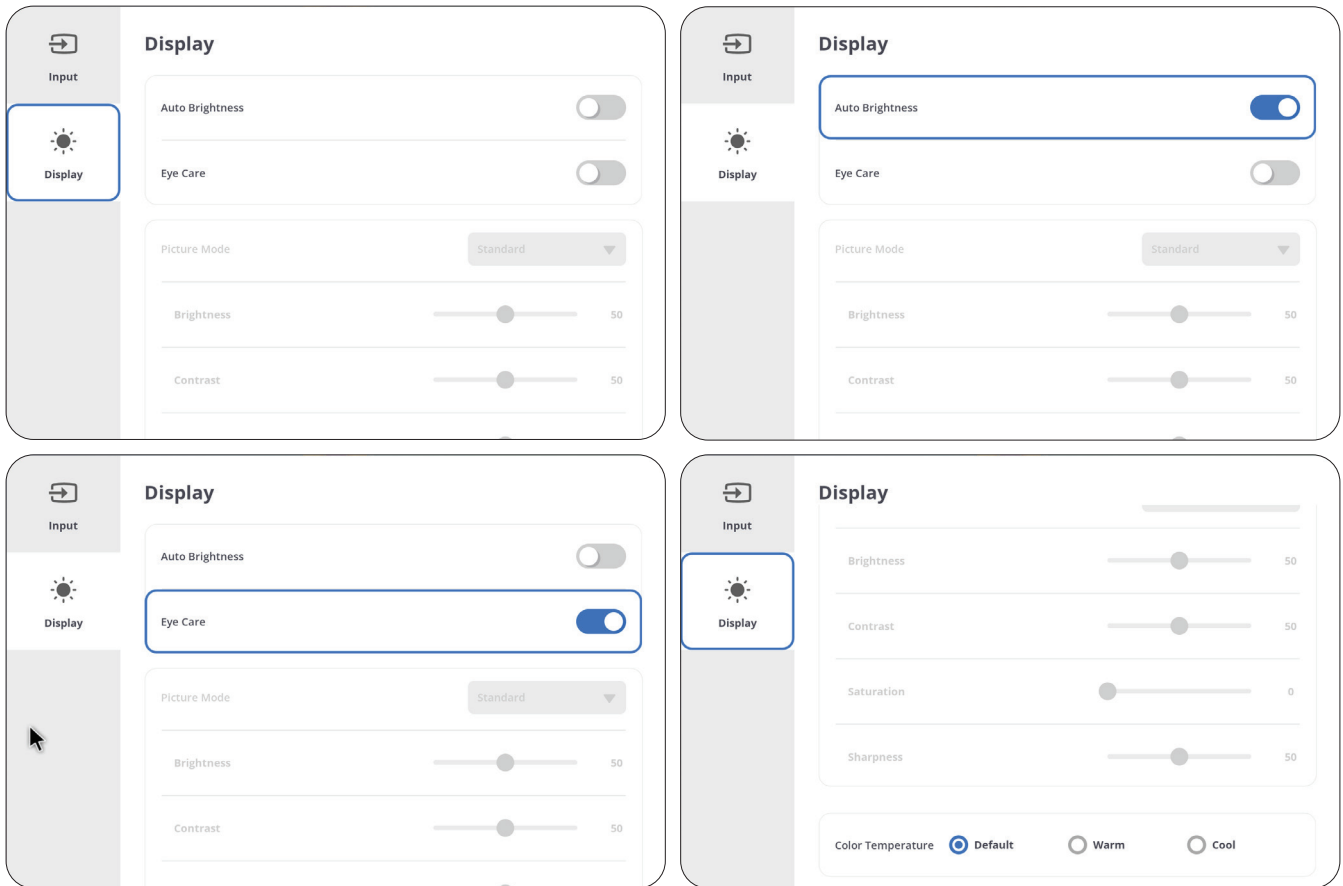 Input
Display
Display
Auto Brightness
Eye Care
Picture Mode Standard
Brightness 50
Contrast 50
Input
Display
Display
Auto Brightness
Eye Care
Picture Mode Standard
Brightness 50
Contrast 50
Input
Display
Display
Auto Brightness
Eye Care
Picture Mode Standard
Brightness 50
Contrast 50
Input
Display
Display
Brightness 50
Contrast 50
Saturation 0
Sharpness 50
Color Temperature Default Warm Cool